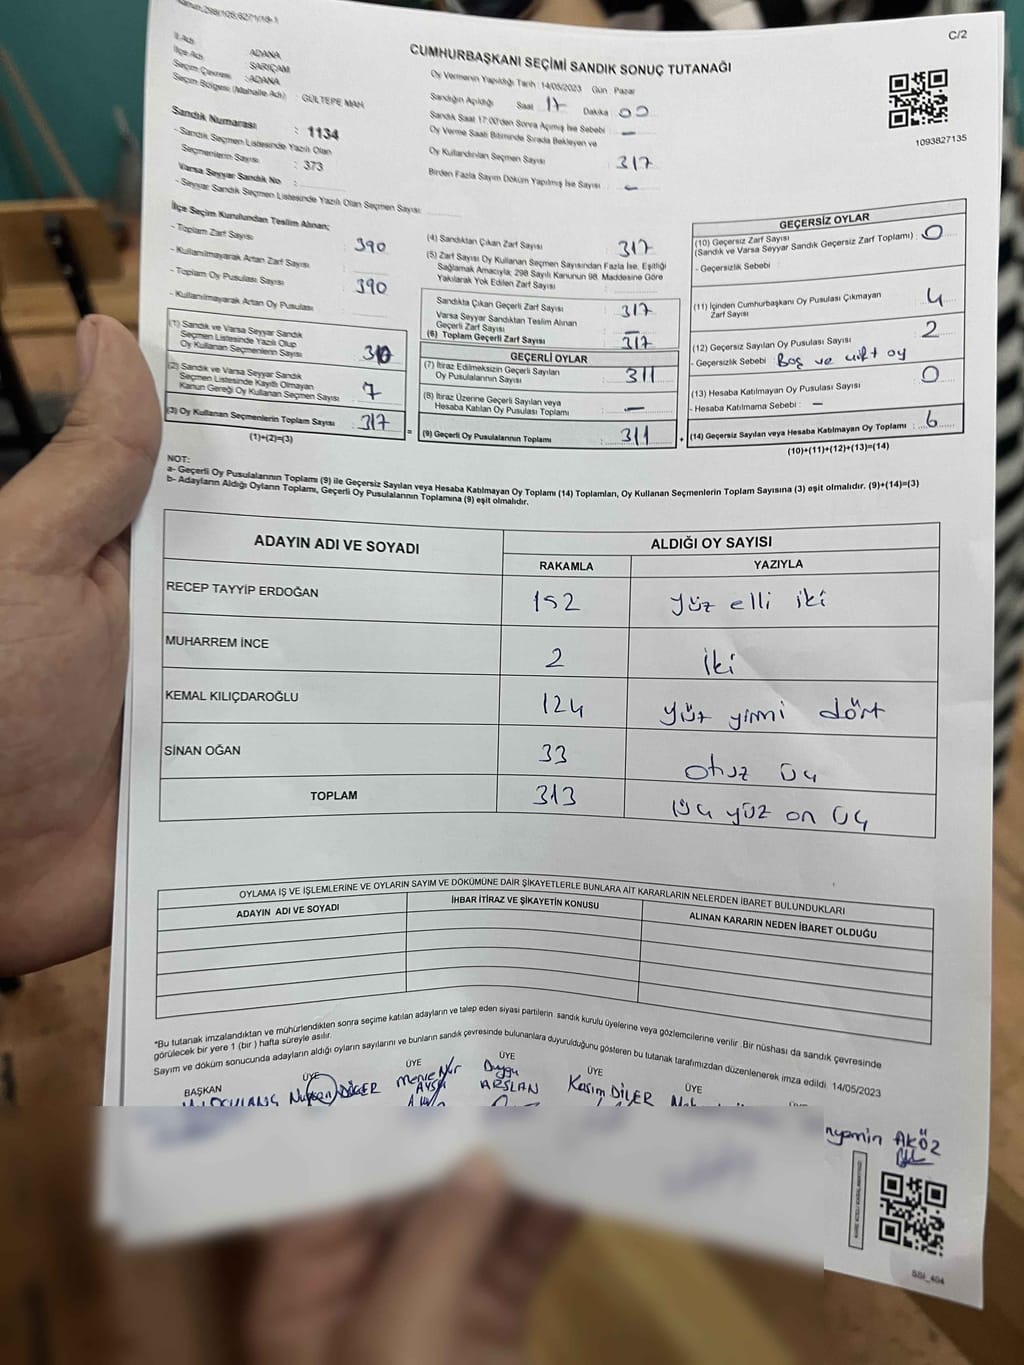 C/2
CUMHURBAŞKANI SEÇİMİ SANDIK SONUÇ TUTANAĞI
İl Adı : ADANA
İlçe Adı : SARIÇAM
Seçim Çevresi : ADANA
Seçim Bölgesi (Mahalle Adı) : GÜLTEPE MAH
Sandık Numarası : 1134
- Sandık Seçmen Listesinde Yazılı Olan
Seçmenlerin Sayısı : 373
Varsa Seyyar Sandık No :
- Seyyar Sandık Seçmen Listesinde Yazılı Olan Seçmen Sayısı :
Oy Vermenin Yapıldığı Tarih : 14/05/2023 Gün : Pazar
Sandığın Açıldığı Saat 17 Dakika 00
Sandık Saat 17:00'den Sonra Açılmış İse Sebebi : —
Oy Verme Saati Bitiminde Sırada Bekleyen ve
Oy Kullandırılan Seçmen Sayısı : 317
Birden Fazla Sayım Döküm Yapılmış İse Sayısı : -
1093827135
İlçe Seçim Kurulundan Teslim Alınan;
- Toplam Zarf Sayısı : 390
- Kullanılmayarak Artan Zarf Sayısı :
- Toplam Oy Pusulası Sayısı : 390
- Kullanılmayarak Artan Oy Pusulası :
(1) Sandık ve Varsa Seyyar Sandık
Seçmen Listesinde Yazılı Olup
Oy Kullanan Seçmenlerin Sayısı : 310
(2) Sandık ve Varsa Seyyar Sandık
Seçmen Listesinde Kayıtlı Olmayan
Kanun Gereği Oy Kullanan Seçmen Sayısı : 7
(3) Oy Kullanan Seçmenlerin Toplam Sayısı : 317
(1)+(2)=(3)
=
(4) Sandıktan Çıkan Zarf Sayısı : 317
(5) Zarf Sayısı Oy Kullanan Seçmen Sayısından Fazla İse, Eşitliği
Sağlamak Amacıyla; 298 Sayılı Kanunun 98. Maddesine Göre
Yakılarak Yok Edilen Zarf Sayısı :
Sandıkta Çıkan Geçerli Zarf Sayısı : 317
Varsa Seyyar Sandıktan Teslim Alınan
Geçerli Zarf Sayısı : —
(6) Toplam Geçerli Zarf Sayısı : 317
GEÇERLİ OYLAR
(7) İtiraz Edilmeksizin Geçerli Sayılan
Oy Pusulalarının Sayısı : 311
(8) İtiraz Üzerine Geçerli Sayılan veya
Hesaba Katılan Oy Pusulası Toplamı : —
(9) Geçerli Oy Pusulalarının Toplamı : 311
+
GEÇERSİZ OYLAR
(10) Geçersiz Zarf Sayısı
(Sandık ve Varsa Seyyar Sandık Geçersiz Zarf Toplamı) : 0
- Geçersizlik Sebebi :
(11) İçinden Cumhurbaşkanı Oy Pusulası Çıkmayan
Zarf Sayısı : 4
(12) Geçersiz Sayılan Oy Pusulası Sayısı : 2
- Geçersizlik Sebebi : Boş ve çift oy
(13) Hesaba Katılmayan Oy Pusulası Sayısı : 0
- Hesaba Katılmama Sebebi : —
(14) Geçersiz Sayılan veya Hesaba Katılmayan Oy Toplamı : 6
(10)+(11)+(12)+(13)=(14)
NOT:
a- Geçerli Oy Pusulalarının Toplamı (9) ile Geçersiz Sayılan veya Hesaba Katılmayan Oy Toplamı (14) Toplamları, Oy Kullanan Seçmenlerin Toplam Sayısına (3) eşit olmalıdır. (9)+(14)=(3)
b- Adayların Aldığı Oyların Toplamı, Geçerli Oy Pusulalarının Toplamına (9) eşit olmalıdır.
ADAYIN ADI VE SOYADI ALDIĞI OY SAYISI
RAKAMLA YAZIYLA
RECEP TAYYİP ERDOĞAN 152 Yüz elli iki
MUHARREM İNCE 2 İki
KEMAL KILIÇDAROĞLU 124 Yüz yirmi dört
SİNAN OĞAN 33 Otuz üç
TOPLAM 313 Üç yüz on üç
OYLAMA İŞ VE İŞLEMLERİNE VE OYLARIN SAYIM VE DÖKÜMÜNE DAİR ŞİKAYETLERLE BUNLARA AİT KARARLARIN NELERDEN İBARET BULUNDUKLARI
ADAYIN ADI VE SOYADI İHBAR İTİRAZ VE ŞİKAYETİN KONUSU ALINAN KARARIN NEDEN İBARET OLDUĞU
*Bu tutanak imzalandıktan ve mühürlendikten sonra seçime katılan adayların ve talep eden siyasi partilerin sandık kurulu üyelerine veya gözlemcilerine verilir. Bir nüshası da sandık çevresinde
görülecek bir yere 1 (bir) hafta süreyle asılır.
Sayım ve döküm sonucunda adayların aldığı oyların sayılarını ve bunların sandık çevresinde bulunanlara duyurulduğunu gösteren bu tutanak tarafımızdan düzenlenerek imza edildi. 14/05/2023
BAŞKAN ÜYE ÜYE ÜYE ÜYE ÜYE
DİĞER Merve Nur Duygu ARSLAN Kasım DİLER
AKÖZ
SSI_404